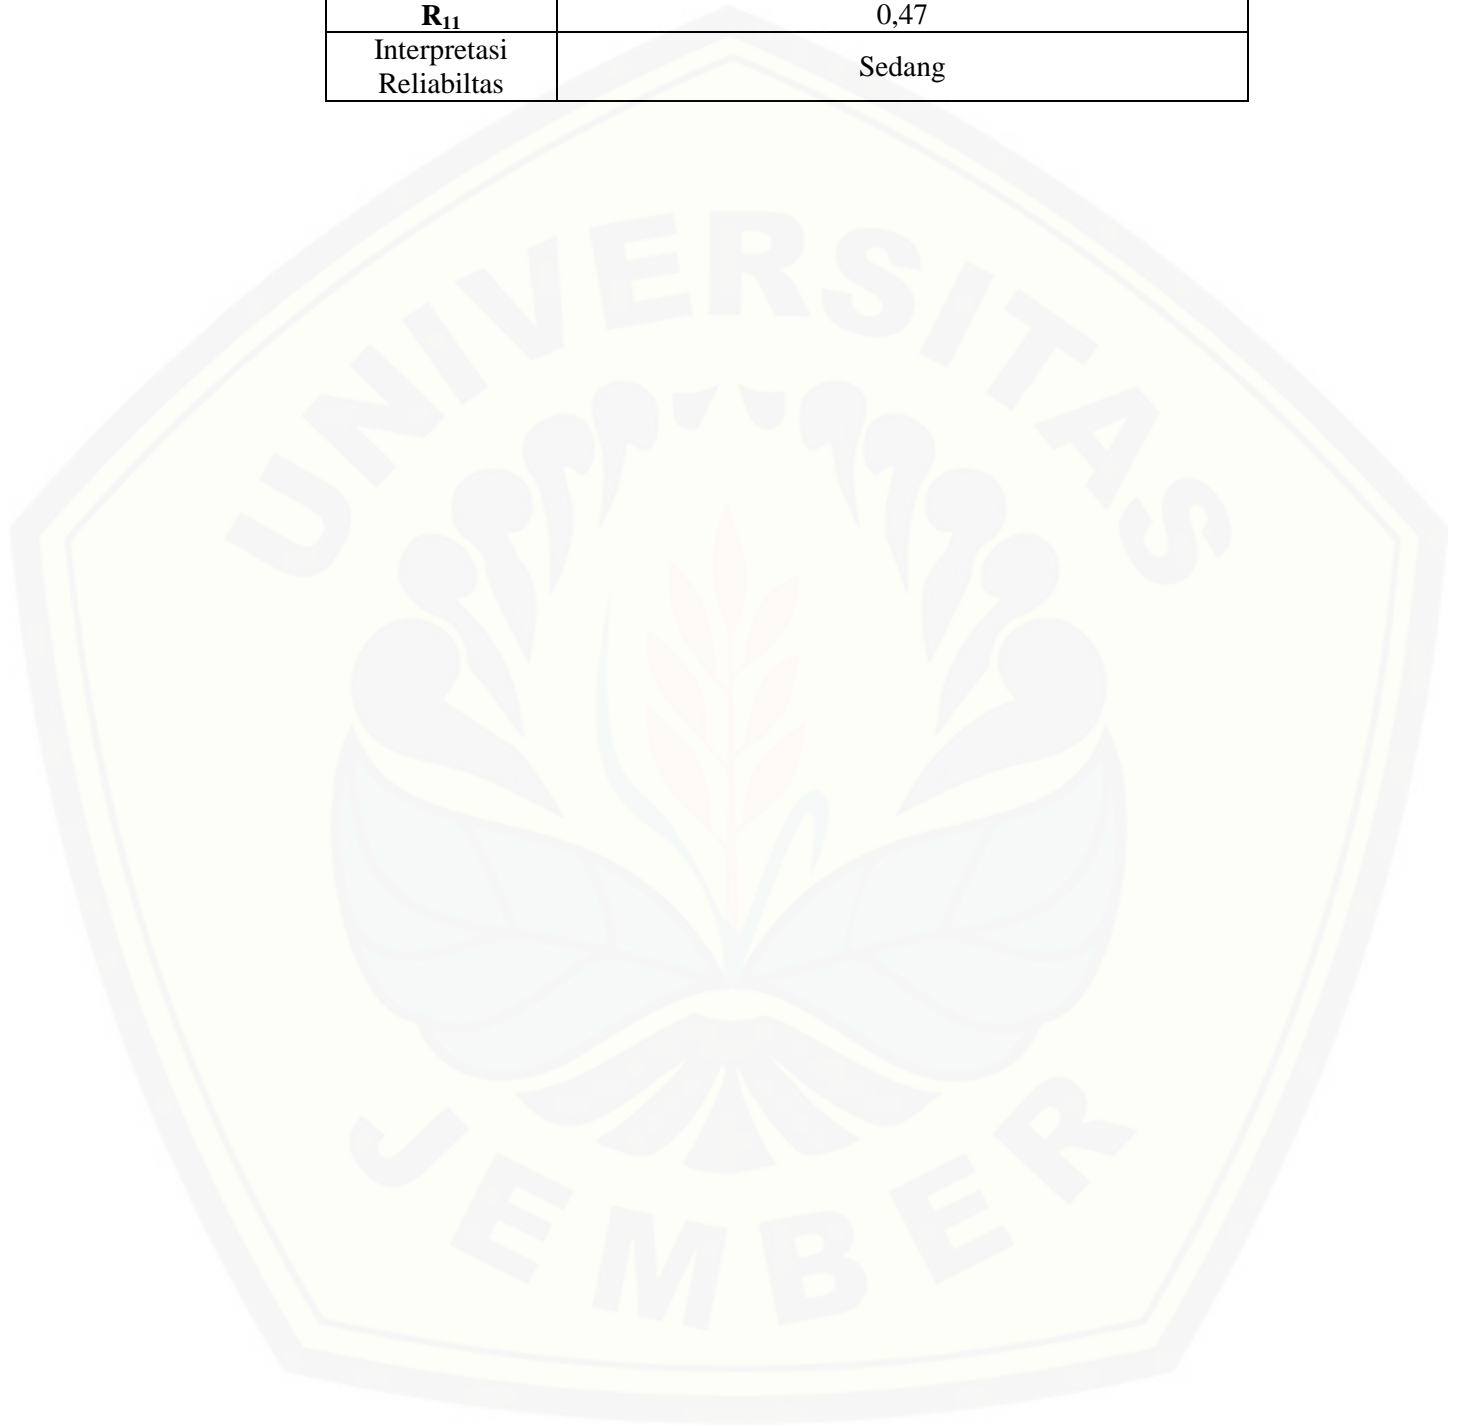 R₁₁ 0,47
Interpretasi
Reliabiltas
Sedang
UNIVERSITAS
JEMBER